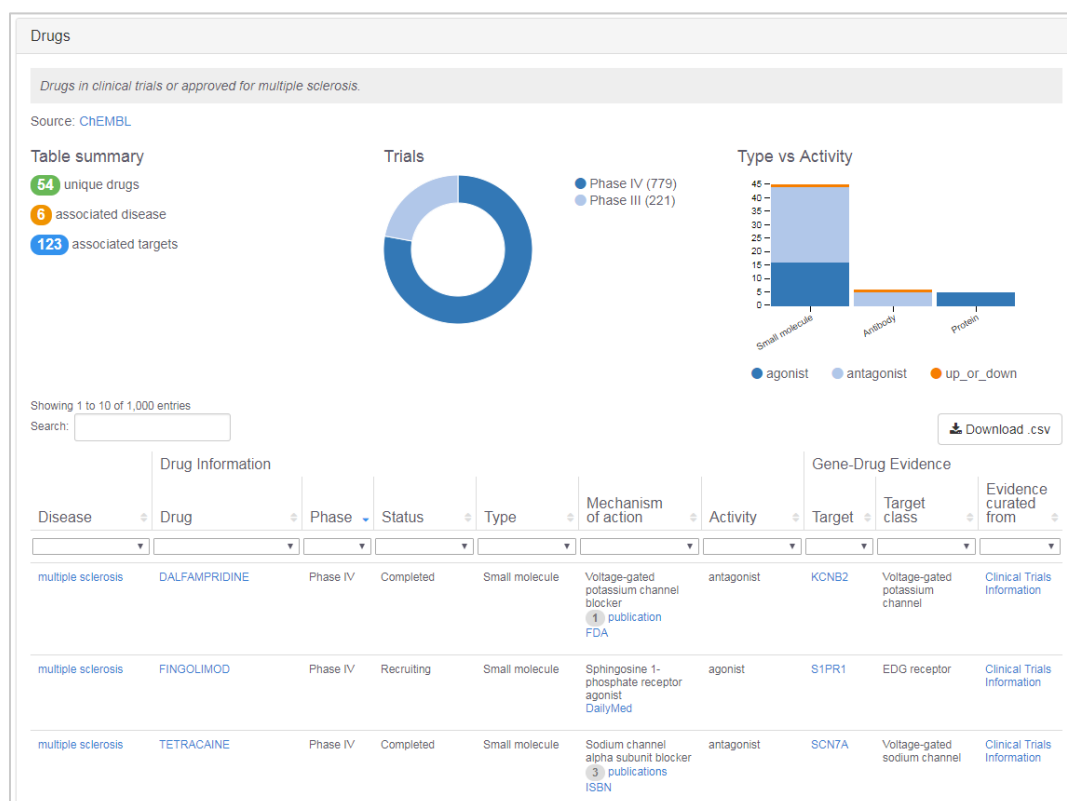 Drugs
Drugs in clinical trials or approved for multiple sclerosis.
Source: ChEMBL
Table summary
54 unique drugs
6 associated disease
123 associated targets
Trials
Phase IV (779)
Phase III (221)
Type vs Activity
45
40
35
30
25
20
15
10
5
0
Small molecule
Antibody
Protein
agonist antagonist up_or_down
Showing 1 to 10 of 1,000 entries
Search:
Download .csv
Drug Information Gene-Drug Evidence
Disease Drug Phase Status Type Mechanism of action Activity Target Target class Evidence curated from
multiple sclerosis DALFAMPRIDINE Phase IV Completed Small molecule Voltage-gated potassium channel blocker antagonist KCNB2 Voltage-gated potassium channel Clinical Trials Information
1 publication
FDA
multiple sclerosis FINGOLIMOD Phase IV Recruiting Small molecule Sphingosine 1-phosphate receptor agonist agonist S1PR1 EDG receptor Clinical Trials Information
DailyMed
multiple sclerosis TETRACAINE Phase IV Completed Small molecule Sodium channel alpha subunit blocker antagonist SCN7A Voltage-gated sodium channel Clinical Trials Information
3 publications
ISBN